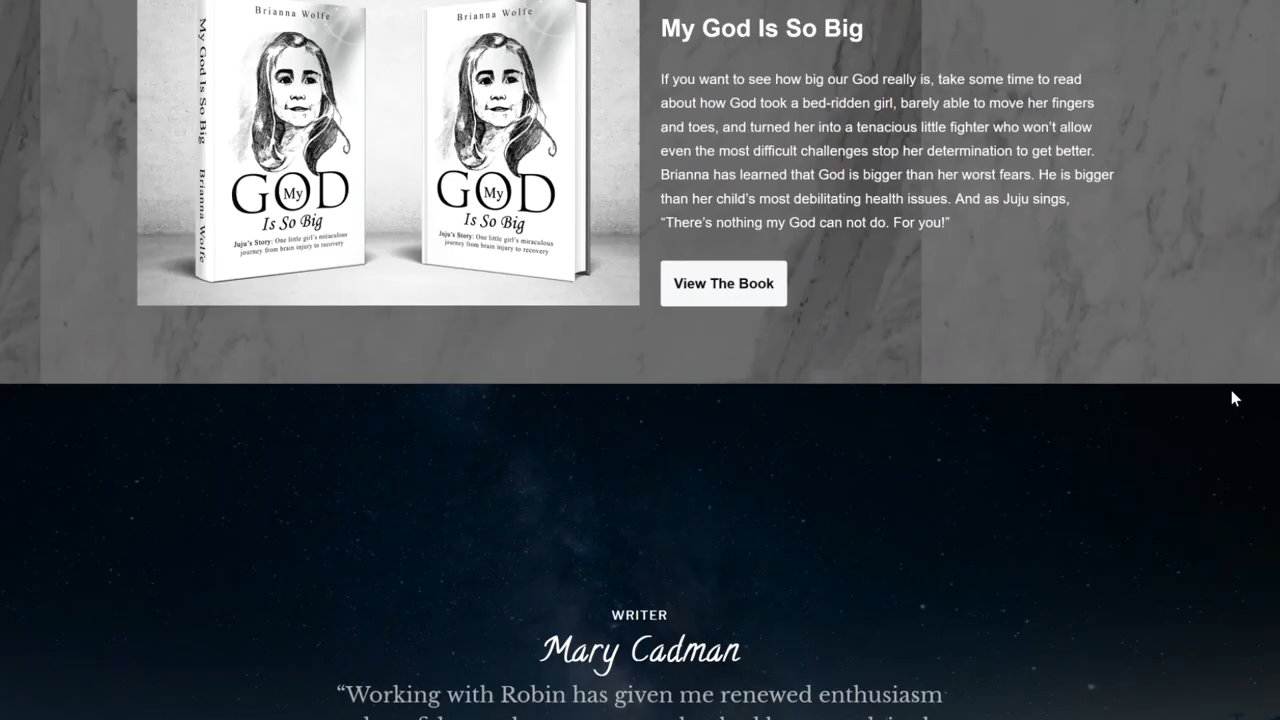 Brianna Wolfe
My God Is So Big
Brianna Wolfe
GOD
My
Is So Big
Juju's Story: One little girl's miraculous
journey from brain injury to recovery
Brianna Wolfe
GOD
My
Is So Big
Juju's Story: One little girl's miraculous
journey from brain injury to recovery
My God Is So Big
If you want to see how big our God really is, take some time to read
about how God took a bed-ridden girl, barely able to move her fingers
and toes, and turned her into a tenacious little fighter who won’t allow
even the most difficult challenges stop her determination to get better.
Brianna has learned that God is bigger than her worst fears. He is bigger
than her child’s most debilitating health issues. And as Juju sings,
“There’s nothing my God can not do. For you!”
View The Book
WRITER
Mary Cadman
“Working with Robin has given me renewed enthusiasm